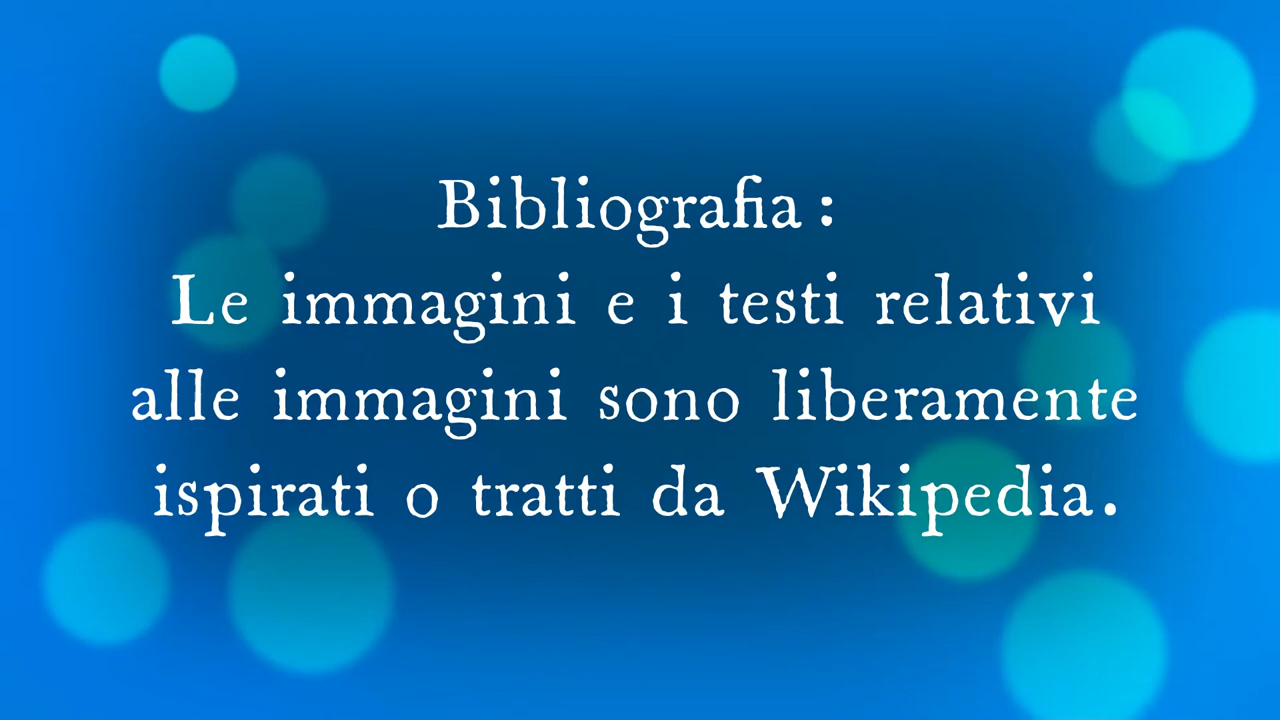 Bibliografia :
Le immagini e i testi relativi
alle immagini sono liberamente
ispirati o tratti da Wikipedia.